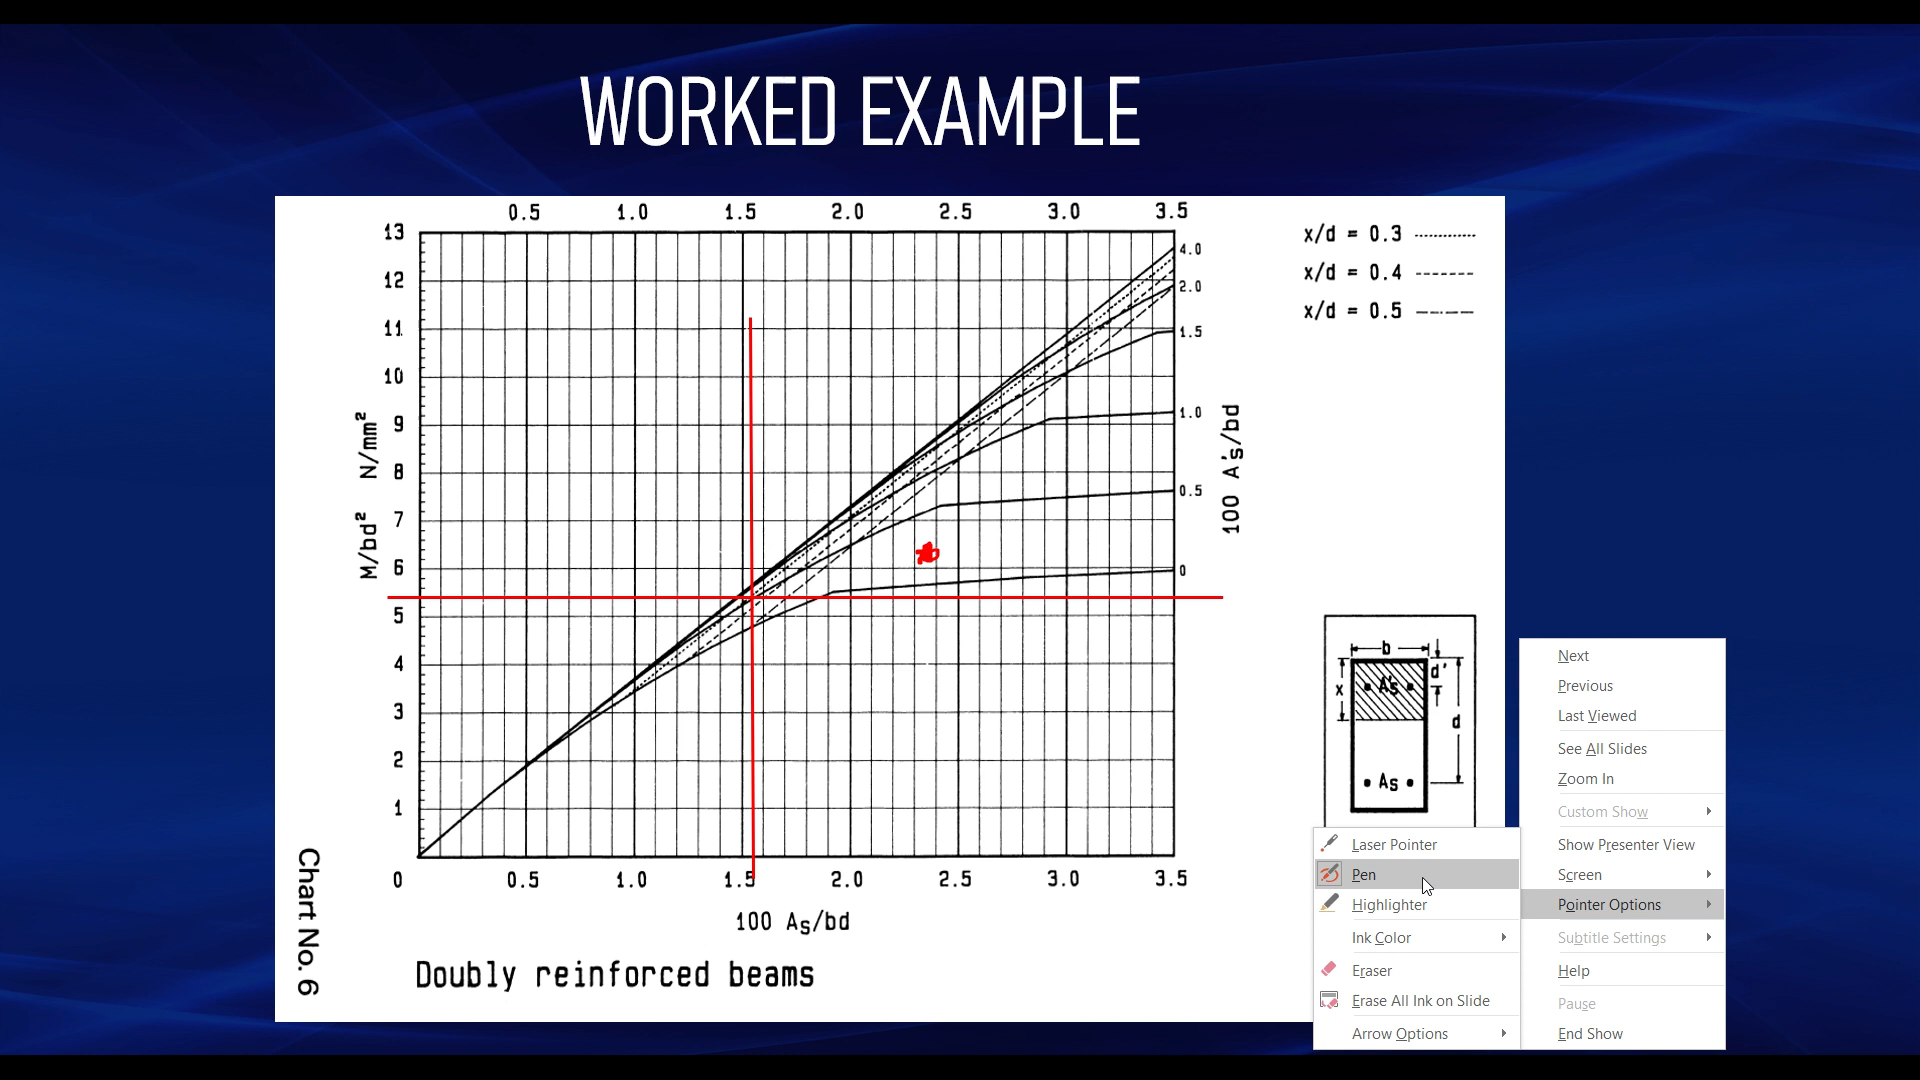 WORKED EXAMPLE
0.5 1.0 1.5 2.0 2.5 3.0 3.5
13
12
11
10
9
8
7
6
5
4
3
2
1
M/bd² N/mm²
4.0
2.0
1.5
1.0
0.5
0
100 A's/bd
0 0.5 1.0 1.5 2.0 2.5 3.0 3.5
100 As/bd
Doubly reinforced beams
Chart No. 6
x/d = 0.3
x/d = 0.4
x/d = 0.5
b
d'
x
A's
d
As
Laser Pointer
Pen
Highlighter
Ink Color
Eraser
Erase All Ink on Slide
Arrow Options
Next
Previous
Last Viewed
See All Slides
Zoom In
Custom Show
Show Presenter View
Screen
Pointer Options
Subtitle Settings
Help
Pause
End Show